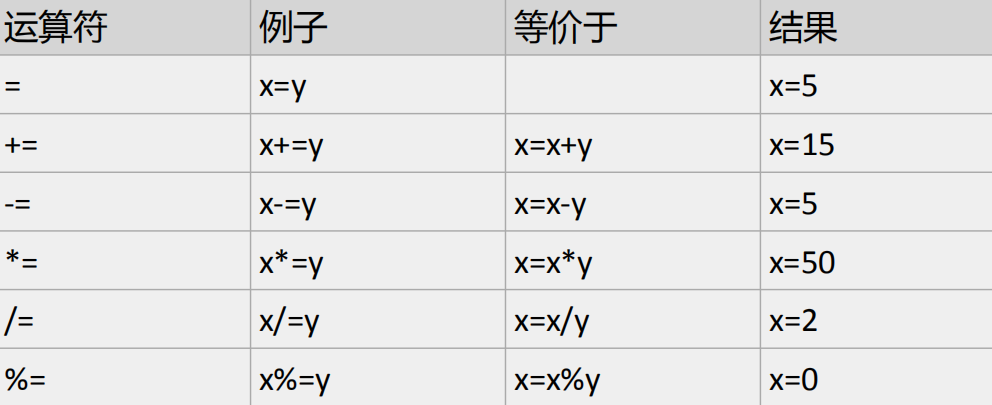 运算符 例子 等价于 结果
= x=y x=5
+= x+=y x=x+y x=15
-= x-=y x=x-y x=5
*= x*=y x=x*y x=50
/= x/=y x=x/y x=2
%= x%=y x=x%y x=0